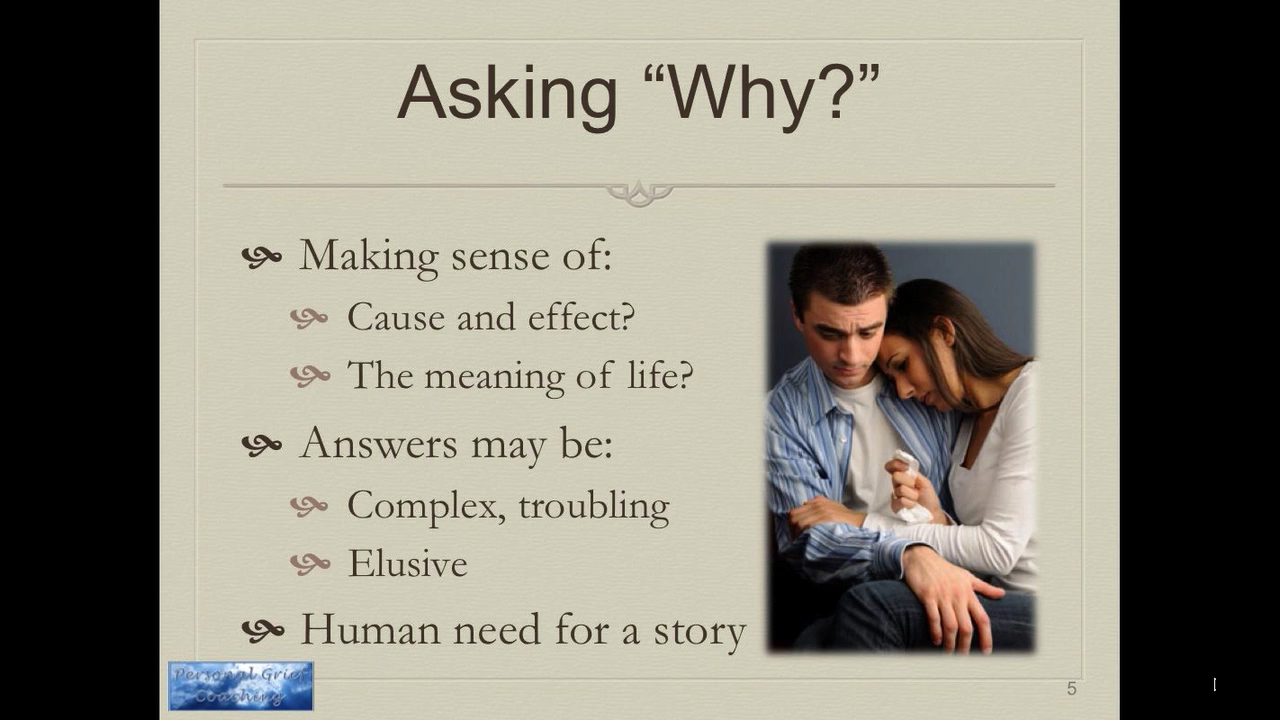 Asking “Why?”
Making sense of:
Cause and effect?
The meaning of life?
Answers may be:
Complex, troubling
Elusive
Human need for a story
Personal Grief
Coaching
5